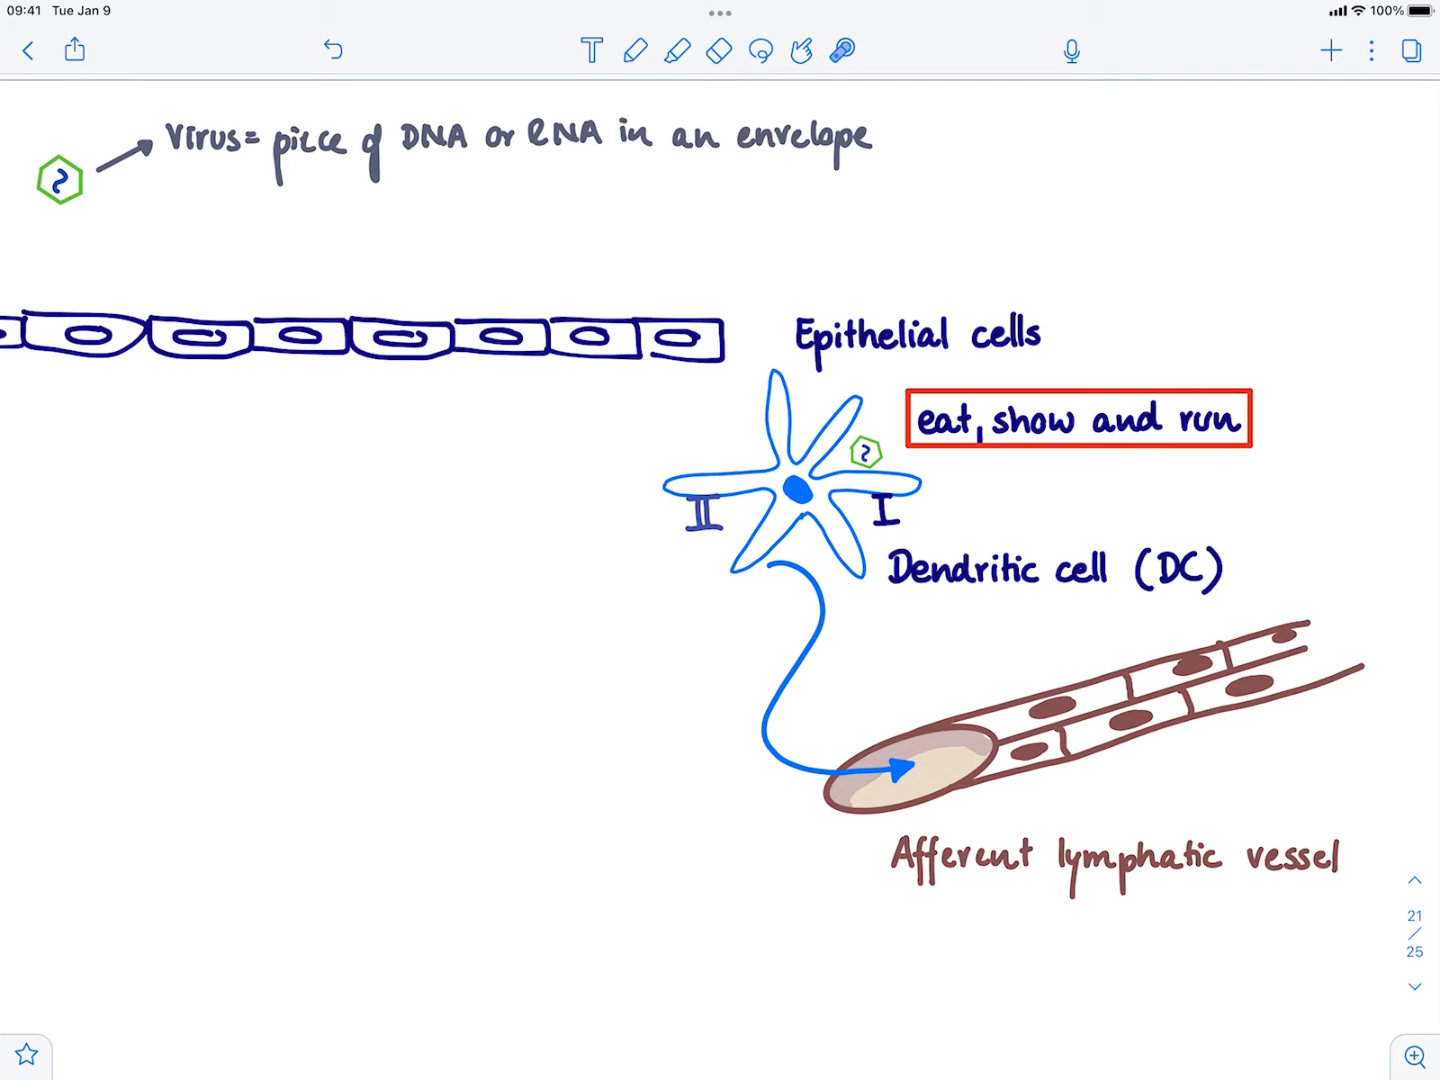 09:41 Tue Jan 9
100%
Virus= piece of DNA or RNA in an envelope
Epithelial cells
eat, show and run
II
I
Dendritic cell (DC)
Afferent lymphatic vessel
21
/
25